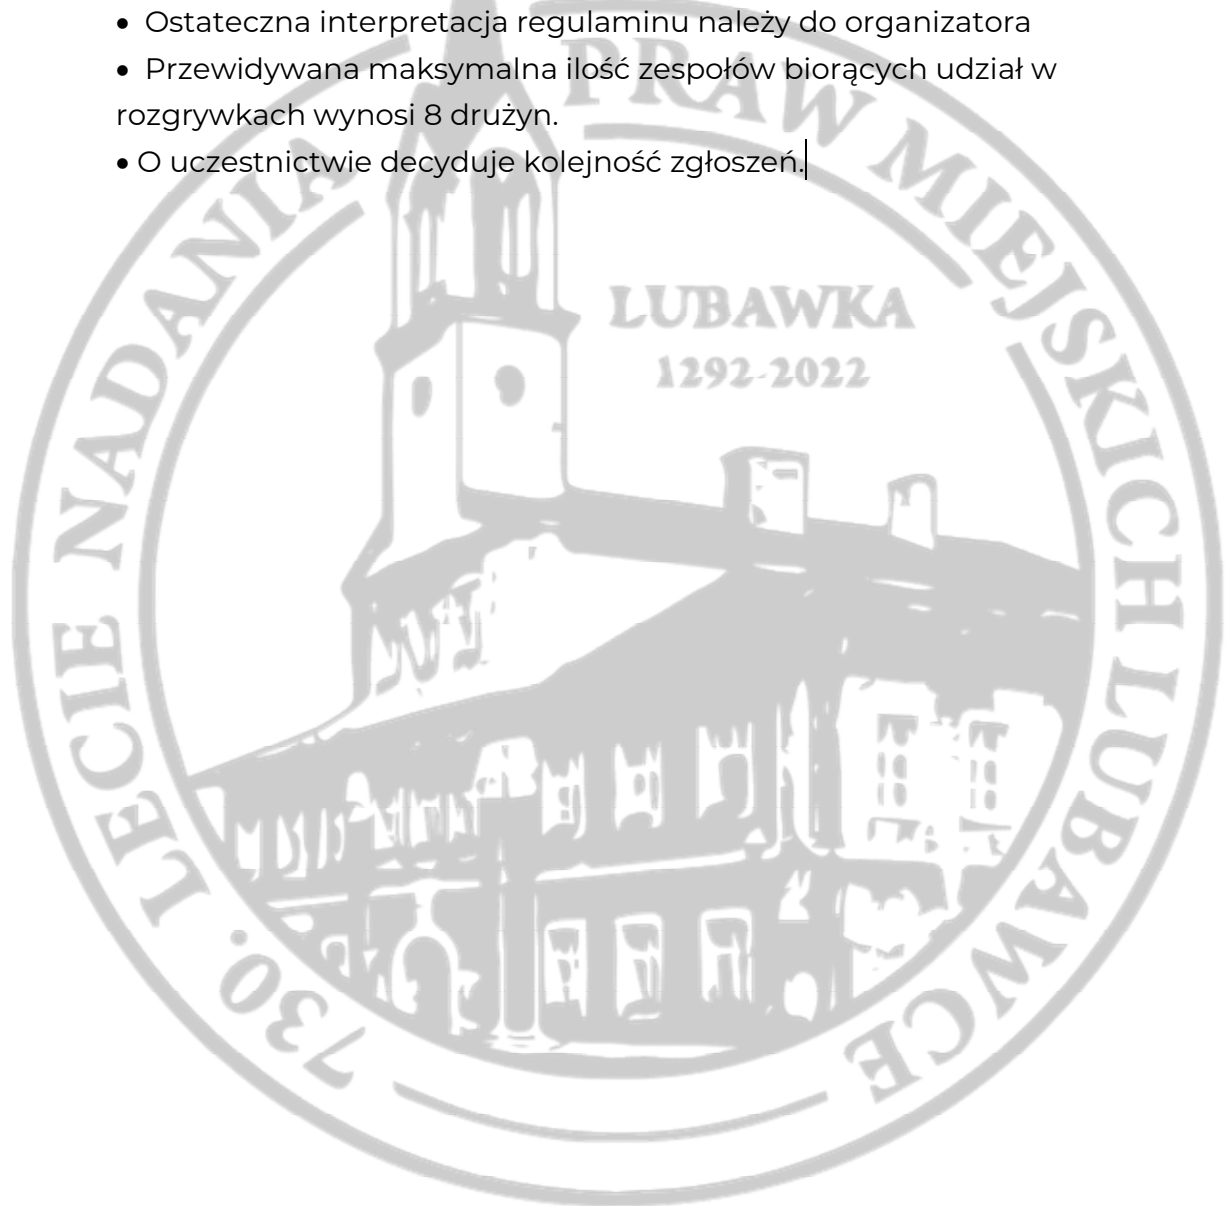 • Ostateczna interpretacja regulaminu należy do organizatora
• Przewidywana maksymalna ilość zespołów biorących udział w
rozgrywkach wynosi 8 drużyn.
• O uczestnictwie decyduje kolejność zgłoszeń.
730. LECIE NADANIA PRAW MIEJSKICH LUBAWCE
LUBAWKA
1292-2022